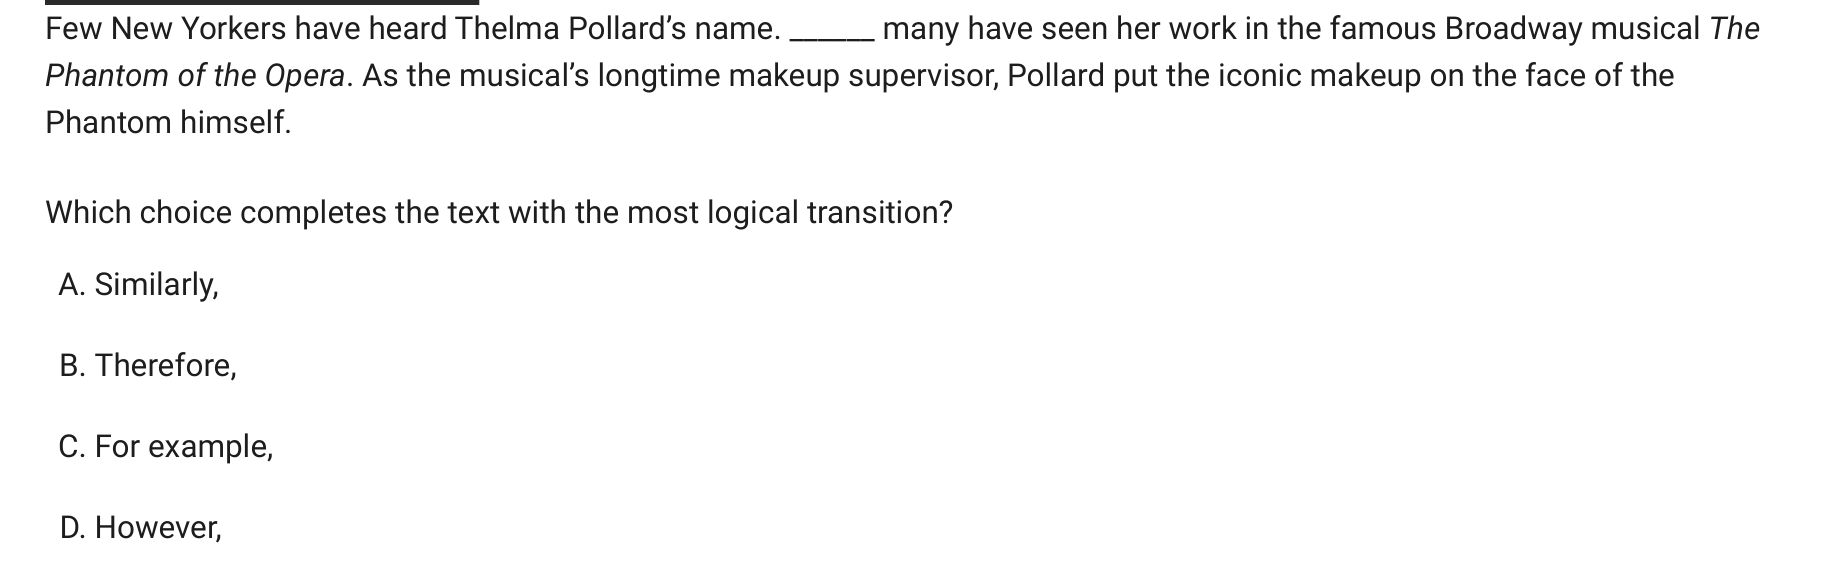 Few New Yorkers have heard Thelma Pollard’s name. ______ many have seen her work in the famous Broadway musical The
Phantom of the Opera. As the musical’s longtime makeup supervisor, Pollard put the iconic makeup on the face of the
Phantom himself.
Which choice completes the text with the most logical transition?
A. Similarly,
B. Therefore,
C. For example,
D. However,